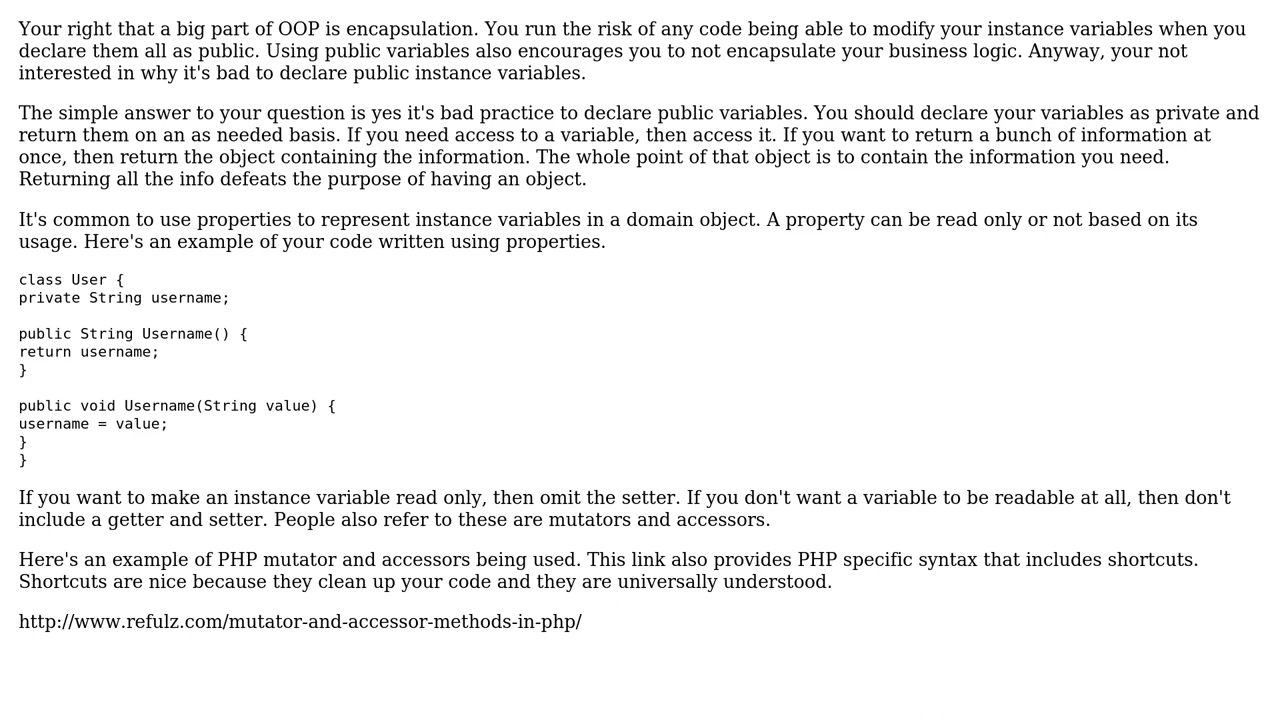 Your right that a big part of OOP is encapsulation. You run the risk of any code being able to modify your instance variables when you
declare them all as public. Using public variables also encourages you to not encapsulate your business logic. Anyway, your not
interested in why it's bad to declare public instance variables.
The simple answer to your question is yes it's bad practice to declare public variables. You should declare your variables as private and
return them on an as needed basis. If you need access to a variable, then access it. If you want to return a bunch of information at
once, then return the object containing the information. The whole point of that object is to contain the information you need.
Returning all the info defeats the purpose of having an object.
It's common to use properties to represent instance variables in a domain object. A property can be read only or not based on its
usage. Here's an example of your code written using properties.
class User {
private String username;
public String Username() {
return username;
}
public void Username(String value) {
username = value;
}
}
If you want to make an instance variable read only, then omit the setter. If you don't want a variable to be readable at all, then don't
include a getter and setter. People also refer to these are mutators and accessors.
Here's an example of PHP mutator and accessors being used. This link also provides PHP specific syntax that includes shortcuts.
Shortcuts are nice because they clean up your code and they are universally understood.
http://www.refulz.com/mutator-and-accessor-methods-in-php/